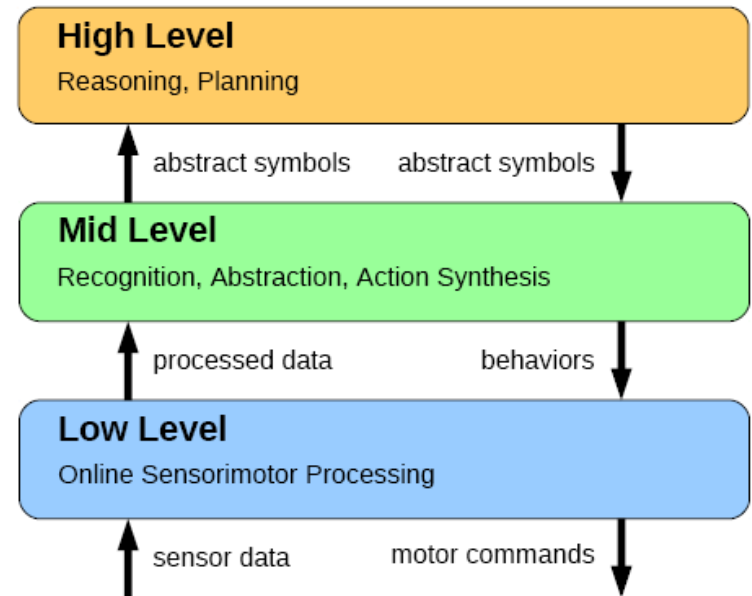 High Level
Reasoning, Planning
abstract symbols
abstract symbols
Mid Level
Recognition, Abstraction, Action Synthesis
processed data
behaviors
Low Level
Online Sensorimotor Processing
sensor data
motor commands